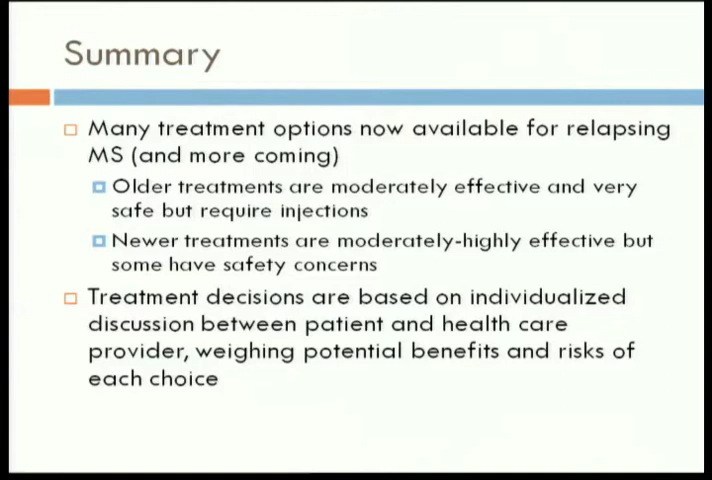 Summary
Many treatment options now available for relapsing
MS (and more coming)
Older treatments are moderately effective and very
safe but require injections
Newer treatments are moderately-highly effective but
some have safety concerns
Treatment decisions are based on individualized
discussion between patient and health care
provider, weighing potential benefits and risks of
each choice